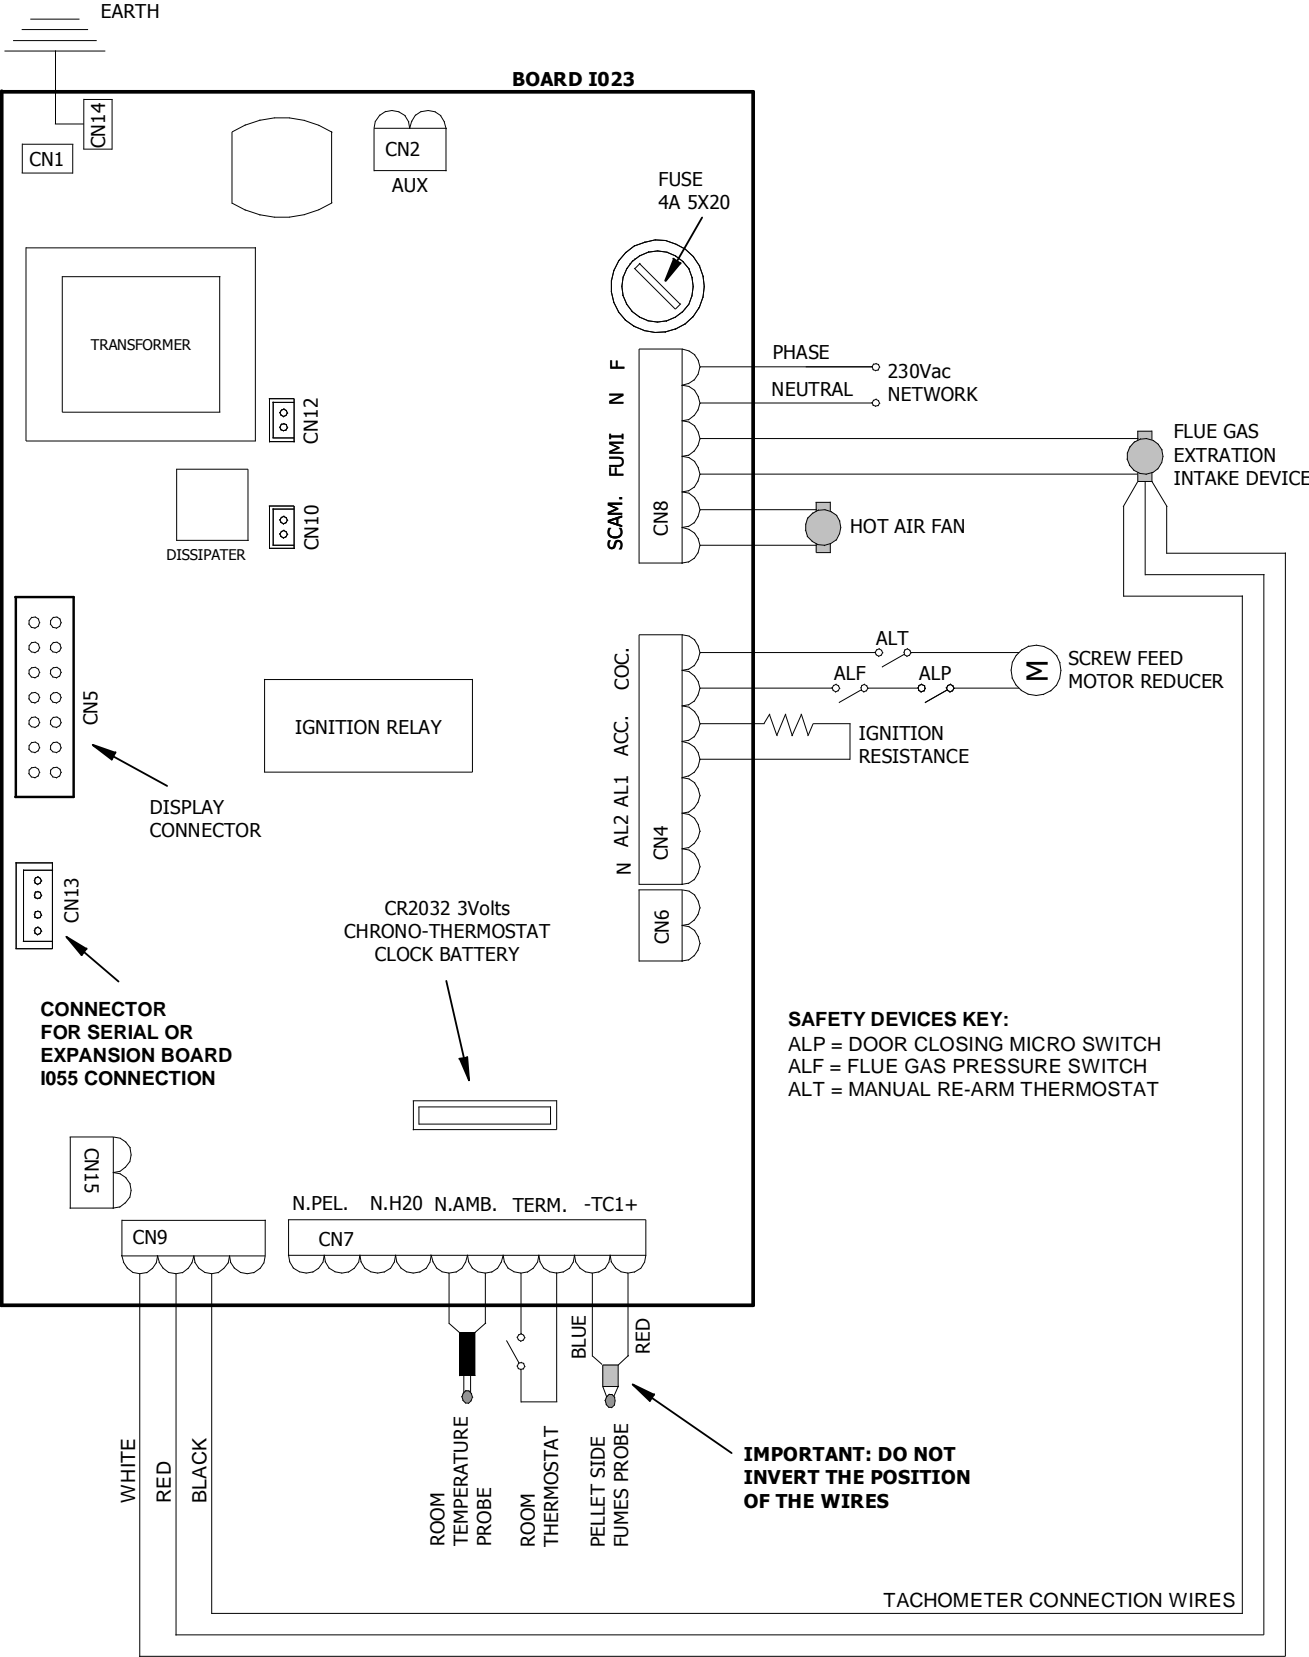 EARTH
BOARD I023
CN14
CN1
CN2
AUX
FUSE
4A 5X20
TRANSFORMER
CN12
CN10
DISSIPATER
F
N
FUMI
SCAM.
CN8
PHASE
NEUTRAL
230Vac
NETWORK
FLUE GAS
EXTRATION
INTAKE DEVICE
HOT AIR FAN
CN5
DISPLAY
CONNECTOR
IGNITION RELAY
COC.
ACC.
AL1
AL2
N
CN4
CN6
ALT
ALF
ALP
M
SCREW FEED
MOTOR REDUCER
IGNITION
RESISTANCE
CN13
CONNECTOR
FOR SERIAL OR
EXPANSION BOARD
I055 CONNECTION
CR2032 3Volts
CHRONO-THERMOSTAT
CLOCK BATTERY
SAFETY DEVICES KEY:
ALP = DOOR CLOSING MICRO SWITCH
ALF = FLUE GAS PRESSURE SWITCH
ALT = MANUAL RE-ARM THERMOSTAT
CN15
CN9
N.PEL. N.H20 N.AMB. TERM. -TC1+
CN7
WHITE
RED
BLACK
BLUE
RED
ROOM
TEMPERATURE
PROBE
ROOM
THERMOSTAT
PELLET SIDE
FUMES PROBE
IMPORTANT: DO NOT
INVERT THE POSITION
OF THE WIRES
TACHOMETER CONNECTION WIRES